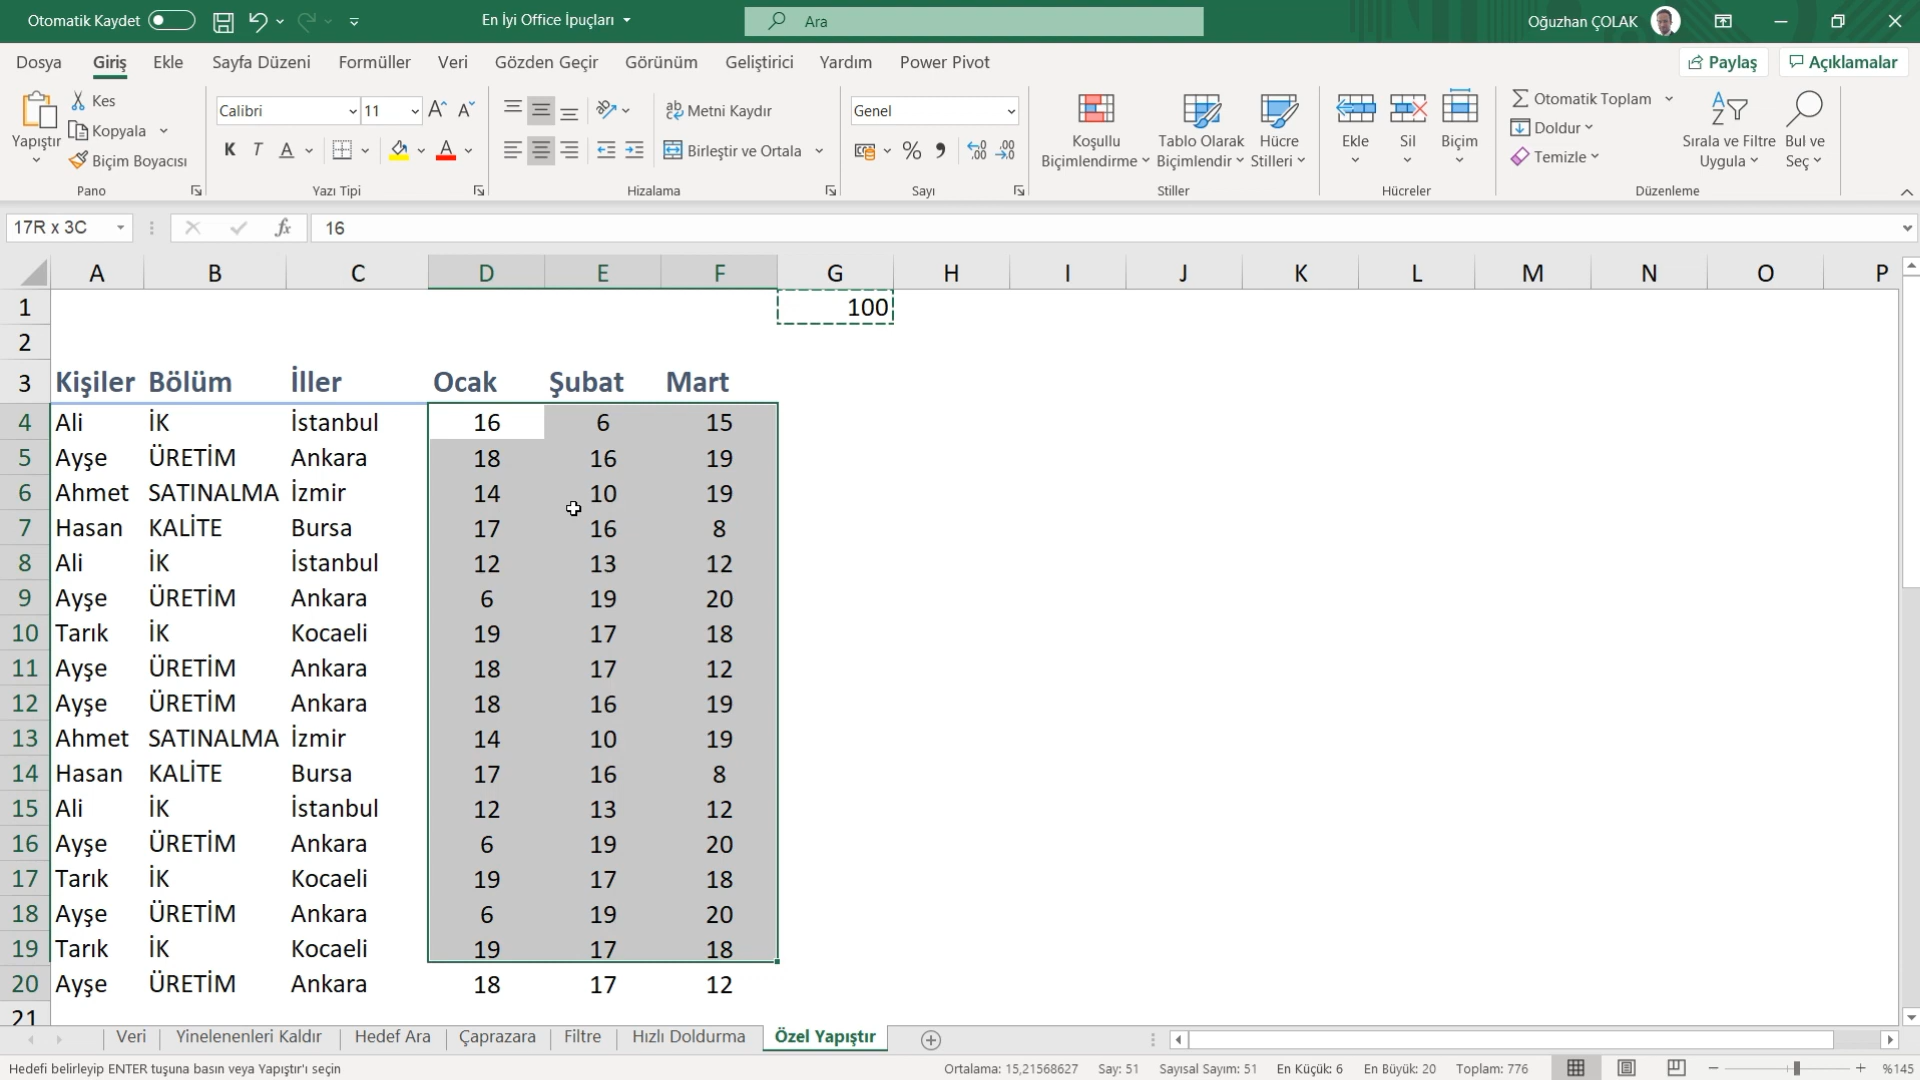 Otomatik Kaydet En İyi Office İpuçları Ara Oğuzhan ÇOLAK
Dosya Giriş Ekle Sayfa Düzeni Formüller Veri Gözden Geçir Görünüm Geliştirici Yardım Power Pivot Paylaş Açıklamalar
Yapıştır
Kes
Kopyala
Biçim Boyacısı
Pano
Calibri 11
K T A A
Yazı Tipi
Metni Kaydır
Birleştir ve Ortala
Hizalama
Genel
Sayı
Koşullu Biçimlendirme
Tablo Olarak Biçimlendir
Hücre Stilleri
Stiller
Ekle Sil Biçim
Hücreler
Otomatik Toplam
Doldur
Temizle
Sırala ve Filtre Uygula
Bul ve Seç
Düzenleme
17R x 3C fx 16
A B C D E F G H I J K L M N O P
1 100
2
3 Kişiler Bölüm İller Ocak Şubat Mart
4 Ali İK İstanbul 16 6 15
5 Ayşe ÜRETİM Ankara 18 16 19
6 Ahmet SATINALMA İzmir 14 10 19
7 Hasan KALİTE Bursa 17 16 8
8 Ali İK İstanbul 12 13 12
9 Ayşe ÜRETİM Ankara 6 19 20
10 Tarık İK Kocaeli 19 17 18
11 Ayşe ÜRETİM Ankara 18 17 12
12 Ayşe ÜRETİM Ankara 18 16 19
13 Ahmet SATINALMA İzmir 14 10 19
14 Hasan KALİTE Bursa 17 16 8
15 Ali İK İstanbul 12 13 12
16 Ayşe ÜRETİM Ankara 6 19 20
17 Tarık İK Kocaeli 19 17 18
18 Ayşe ÜRETİM Ankara 6 19 20
19 Tarık İK Kocaeli 19 17 18
20 Ayşe ÜRETİM Ankara 18 17 12
21
Veri Yinelenenleri Kaldır Hedef Ara Çaprazara Filtre Hızlı Doldurma Özel Yapıştır
Hedefi belirleyip ENTER tuşuna basın veya Yapıştır'ı seçin Ortalama: 15,21568627 Say: 51 Sayısal Sayım: 51 En Küçük: 6 En Büyük: 20 Toplam: 776 %145